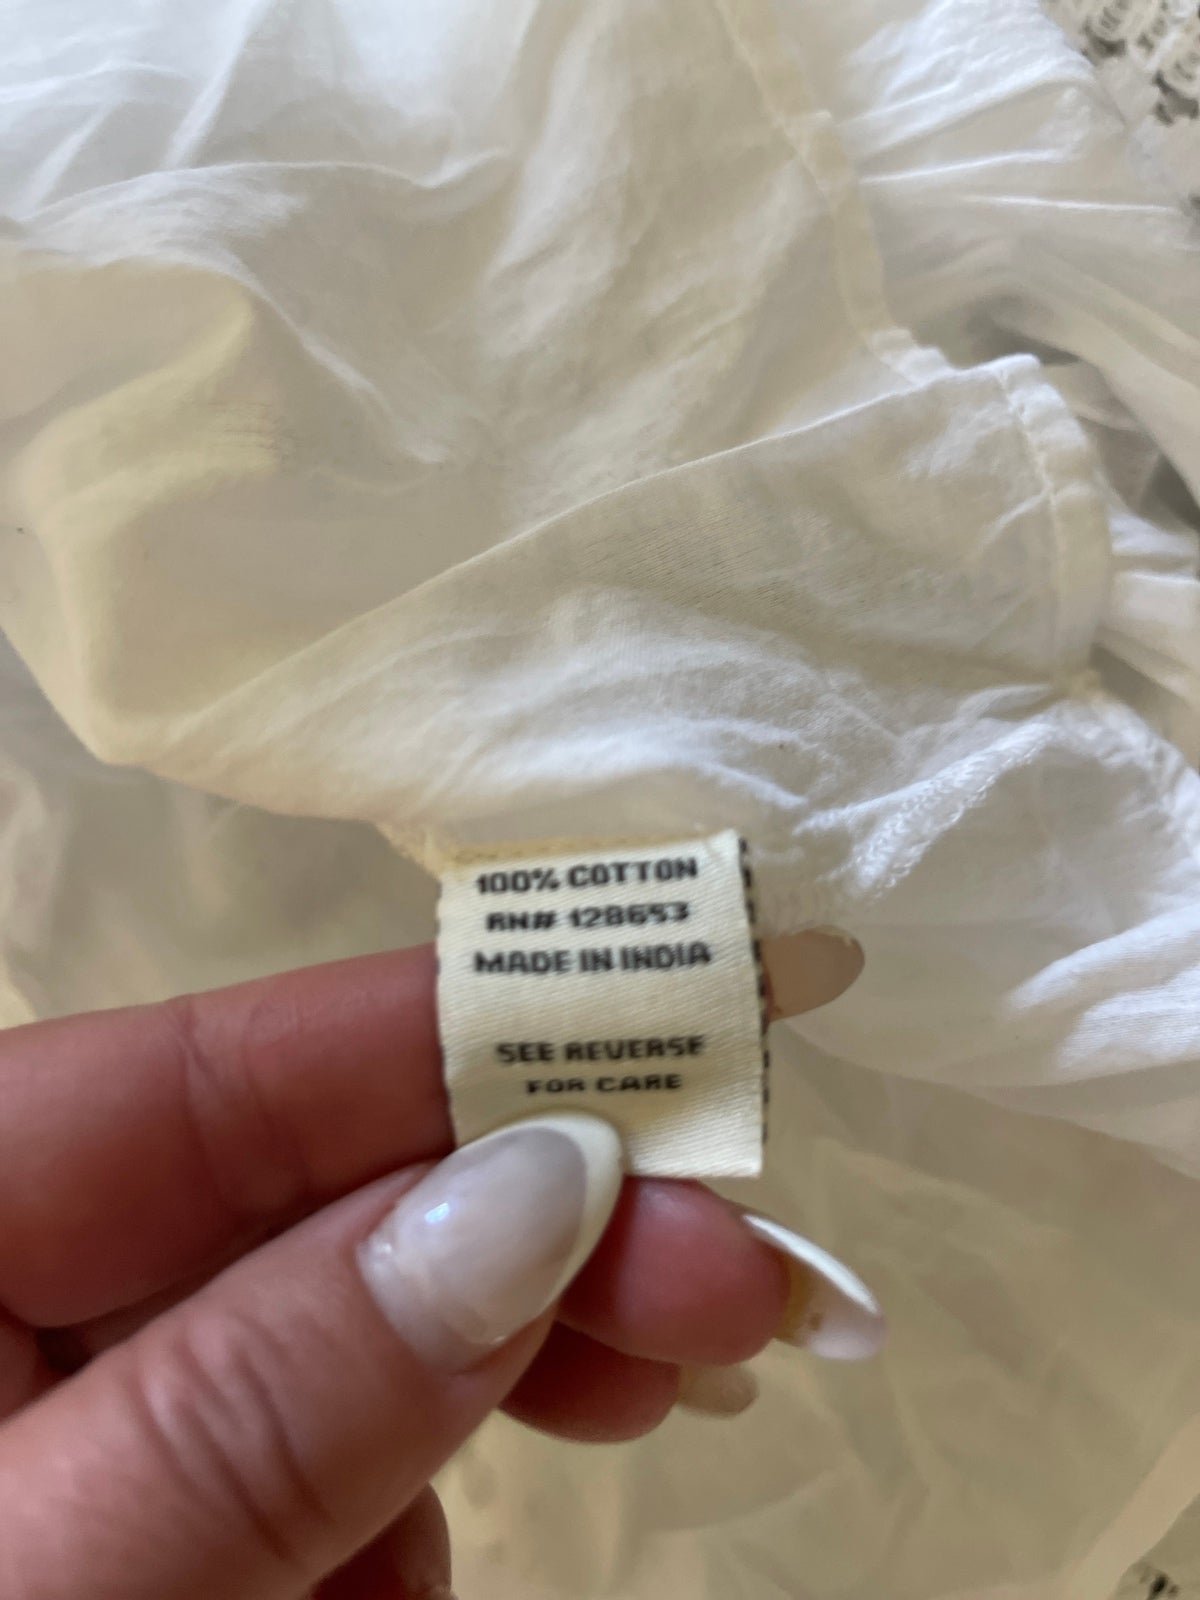 100% COTTON
RN# 128653
MADE IN INDIA
SEE REVERSE
FOR CARE